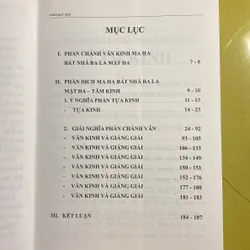 MỤC LỤC
I. PHẦN CHÁNH VĂN KINH MA HA
BÁT NHÃ BA LA MẬT ĐA 7 - 8
II. PHẦN DỊCH MA HA BÁT NHÃ BA LA
MẬT ĐA – TÂM KINH 9 - 10
1. Ý NGHĨA PHẦN TỰA KINH 11 - 13
- TỰA KINH 14 - 23
2. GIẢI NGHĨA PHẦN CHÁNH VĂN 24 - 92
- VĂN KINH VÀ GIẢNG GIẢI 93 - 105
- VĂN KINH VÀ GIẢNG GIẢI 106 - 133
- VĂN KINH VÀ GIẢNG GIẢI 134 - 149
- VĂN KINH VÀ GIẢNG GIẢI 150 - 151
- VĂN KINH VÀ GIẢNG GIẢI 152 - 176
- VĂN KINH VÀ GIẢNG GIẢI 177 - 180
- VĂN KINH VÀ GIẢNG GIẢI 181 - 183
III. KẾT LUẬN 184 - 187